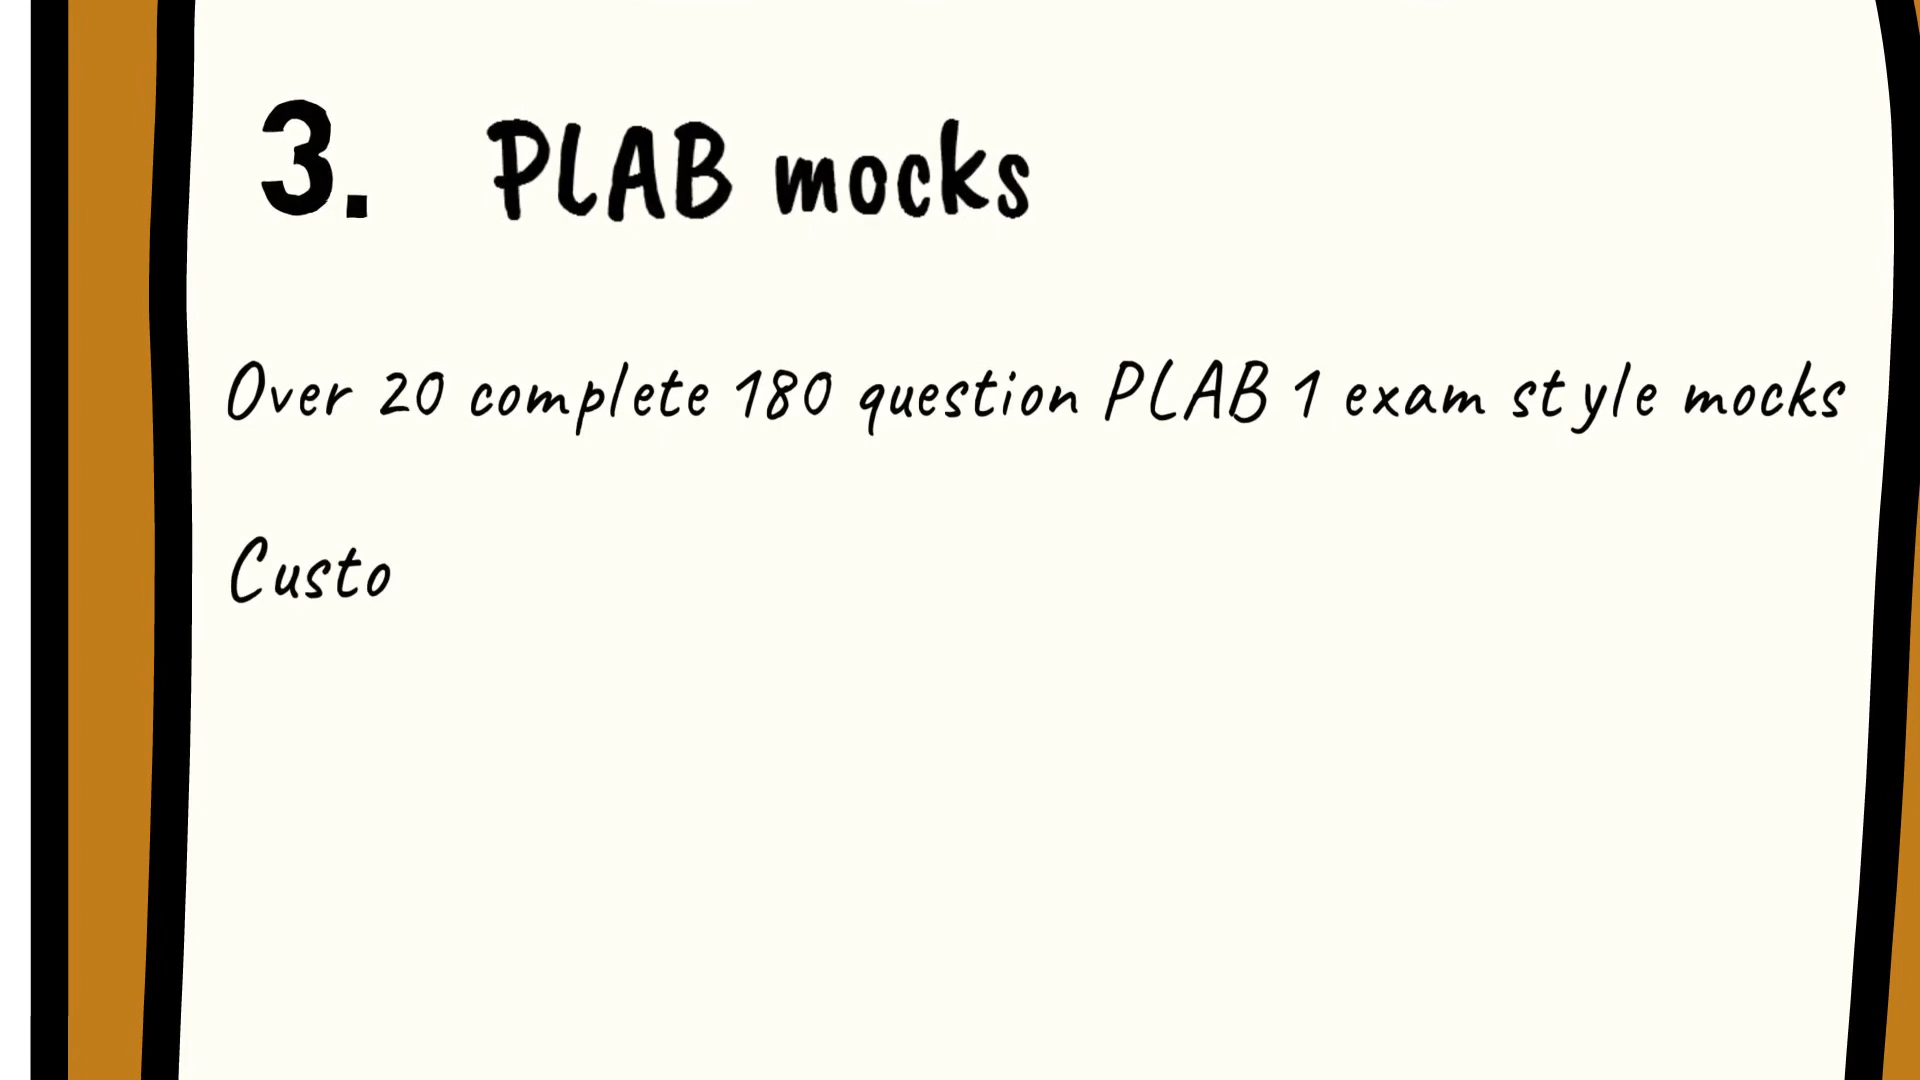 3. PLAB mocks
Over 20 complete 180 question PLAB 1 exam style mocks
Custo